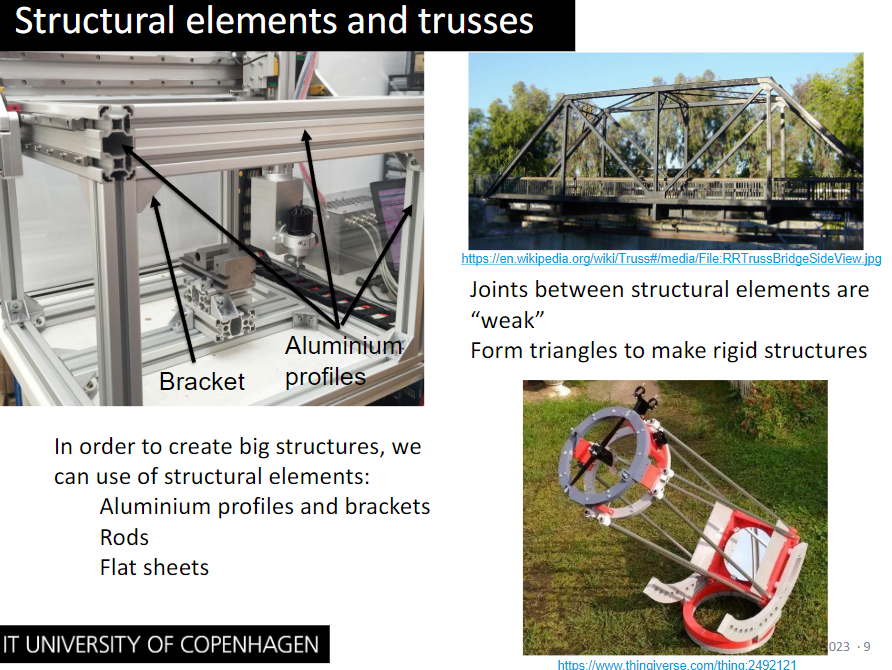 Structural elements and trusses
Bracket
Aluminium
profiles
https://en.wikipedia.org/wiki/Truss#/media/File:RRTrussBridgeSideView.jpg
Joints between structural elements are
“weak”
Form triangles to make rigid structures
In order to create big structures, we
can use of structural elements:
Aluminium profiles and brackets
Rods
Flat sheets
IT UNIVERSITY OF COPENHAGEN
2023 · 9
https://www.thingiverse.com/thing:2492121